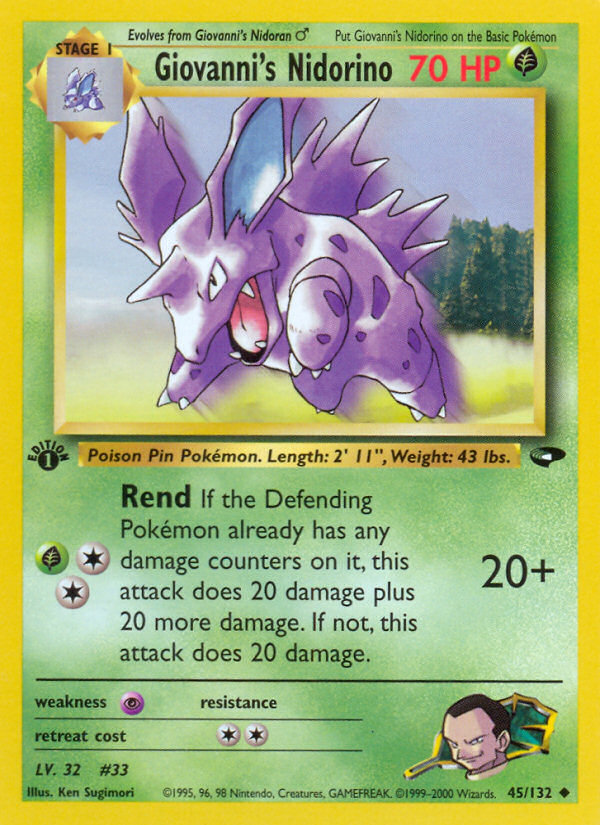 Evolves from Giovanni's Nidoran ♂ Put Giovanni's Nidorino on the Basic Pokémon
STAGE 1
Giovanni's Nidorino 70 HP
EDITION
1
Poison Pin Pokémon. Length: 2' 11", Weight: 43 lbs.
Rend If the Defending
Pokémon already has any
damage counters on it, this
attack does 20 damage plus
20 more damage. If not, this
attack does 20 damage.
20+
weakness resistance
retreat cost
LV. 32 #33
Illus. Ken Sugimori ©1995, 96, 98 Nintendo, Creatures, GAMEFREAK. ©1999-2000 Wizards. 45/132 ◆